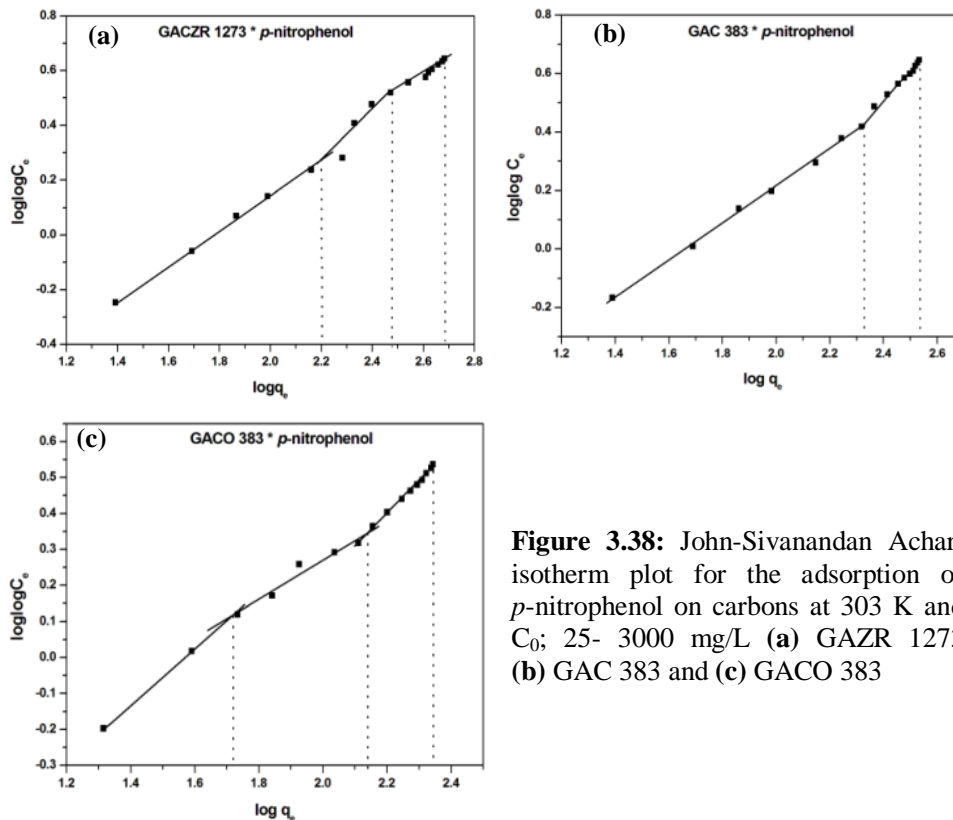 (a)
GACZR 1273 * p-nitrophenol
0.8
0.6
0.4
0.2
0.0
-0.2
-0.4
loglogCe
1.2 1.4 1.6 1.8 2.0 2.2 2.4 2.6 2.8
logqe
(b)
GAC 383 * p-nitrophenol
0.8
0.6
0.4
0.2
0.0
-0.2
loglog Ce
1.2 1.4 1.6 1.8 2.0 2.2 2.4 2.6
log qe
(c)
GACO 383 * p-nitrophenol
0.6
0.5
0.4
0.3
0.2
0.1
0.0
-0.1
-0.2
-0.3
loglogCe
1.2 1.4 1.6 1.8 2.0 2.2 2.4
log qe
Figure 3.38: John-Sivanandan Achari
isotherm plot for the adsorption of
p-nitrophenol on carbons at 303 K and
C0; 25- 3000 mg/L (a) GAZR 1273
(b) GAC 383 and (c) GACO 383